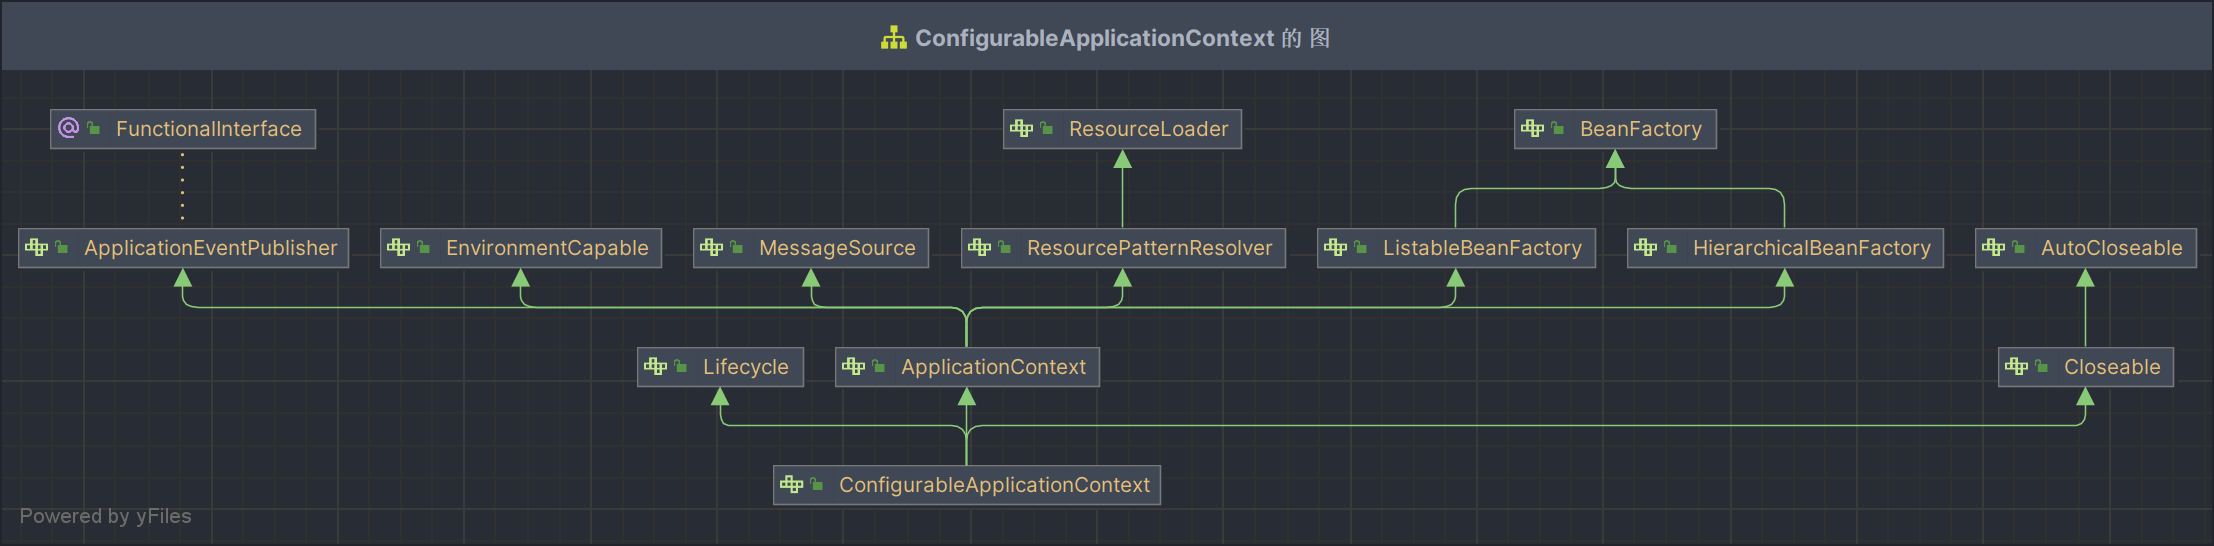 ConfigurableApplicationContext 的 图
FunctionalInterface
ResourceLoader
BeanFactory
ApplicationEventPublisher
EnvironmentCapable
MessageSource
ResourcePatternResolver
ListableBeanFactory
HierarchicalBeanFactory
AutoCloseable
Lifecycle
ApplicationContext
Closeable
ConfigurableApplicationContext
Powered by yFiles